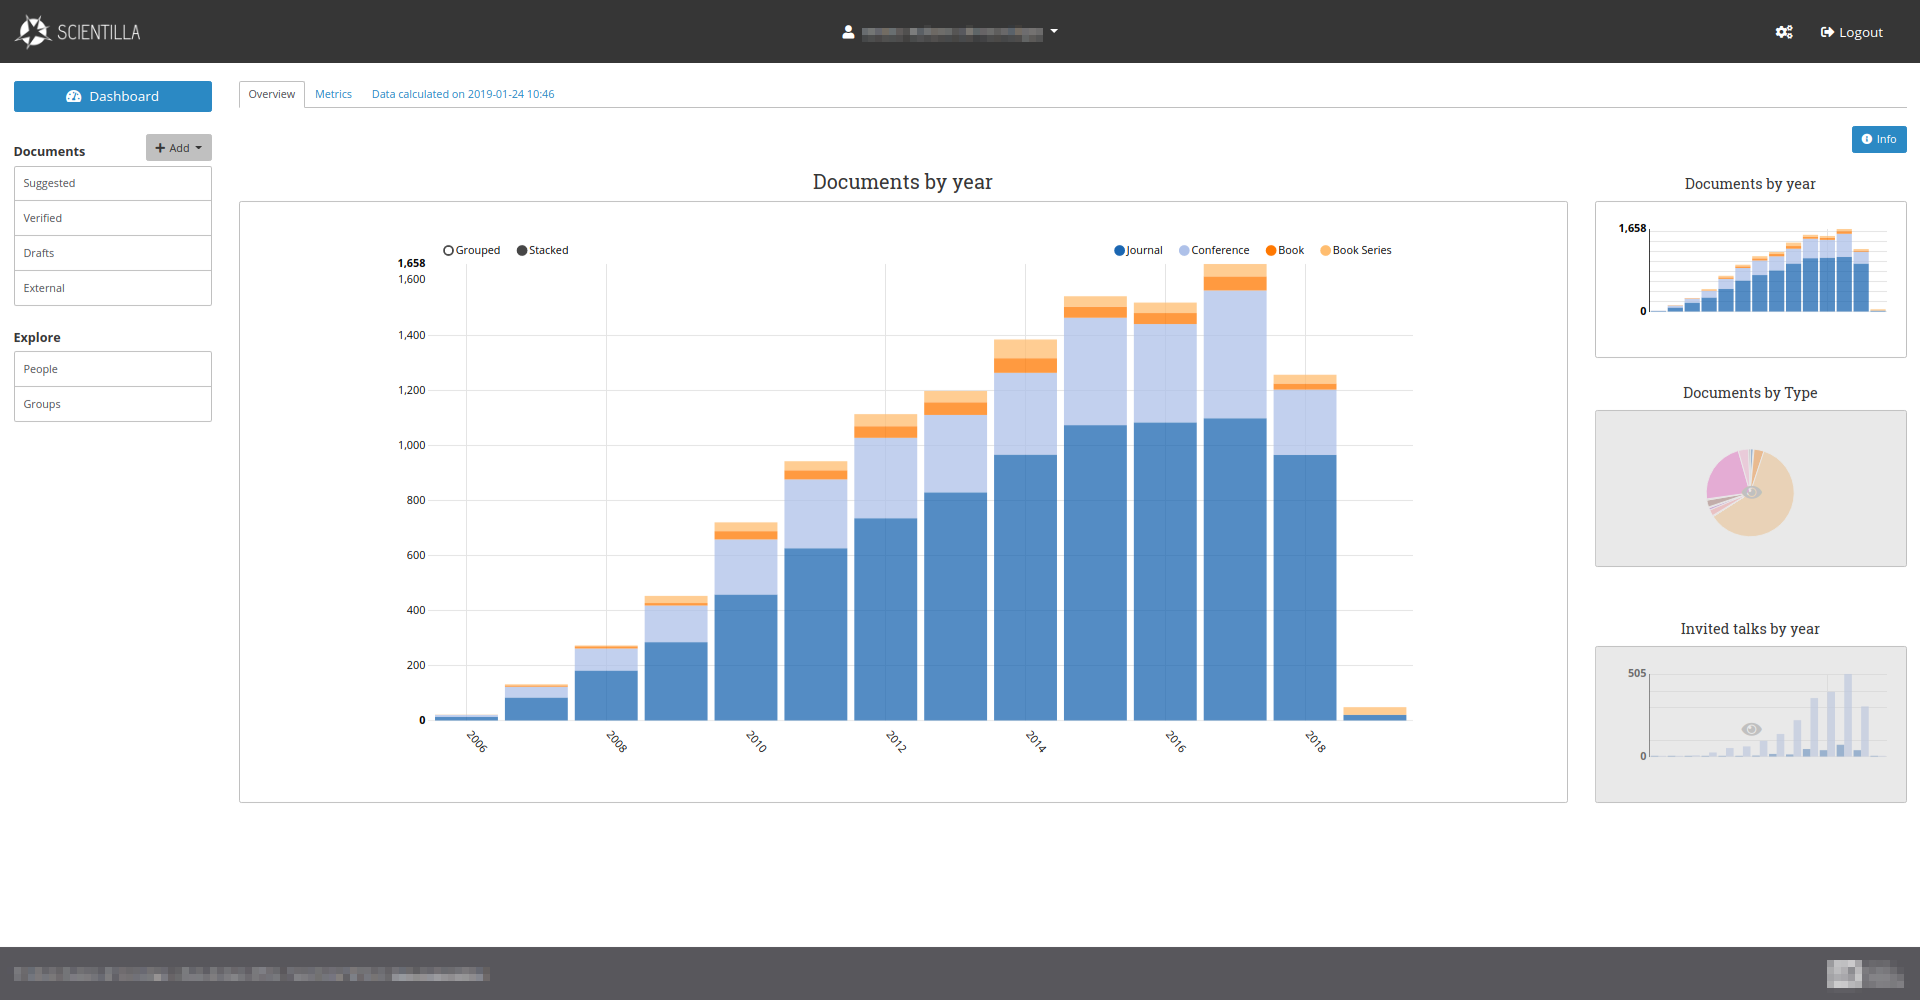 SCIENTILLA
Logout
Dashboard
Overview Metrics Data calculated on 2019-01-24 10:46
Documents
Add
Suggested
Verified
Drafts
External
Explore
People
Groups
Info
Documents by year
Grouped Stacked
Journal Conference Book Book Series
1,658
1,600
1,400
1,200
1,000
800
600
400
200
0
2006 2008 2010 2012 2014 2016 2018
Documents by year
1,658
0
Documents by Type
Invited talks by year
505
0